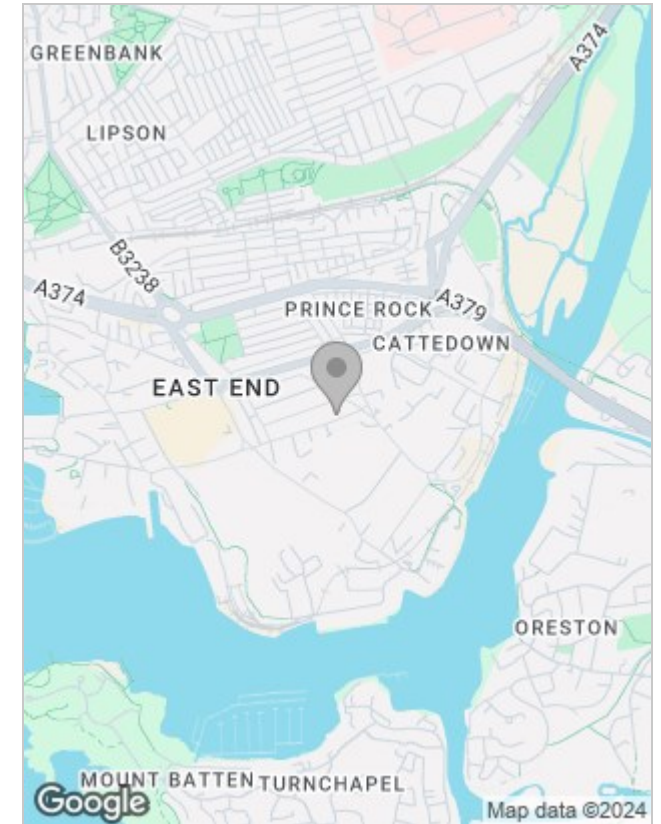 GREENBANK
A374
LIPSON
B3238
A374
PRINCE ROCK
A379
CATTEDOWN
EAST END
ORESTON
MOUNT BATTEN
TURNCHAPEL
Google
Map data ©2024